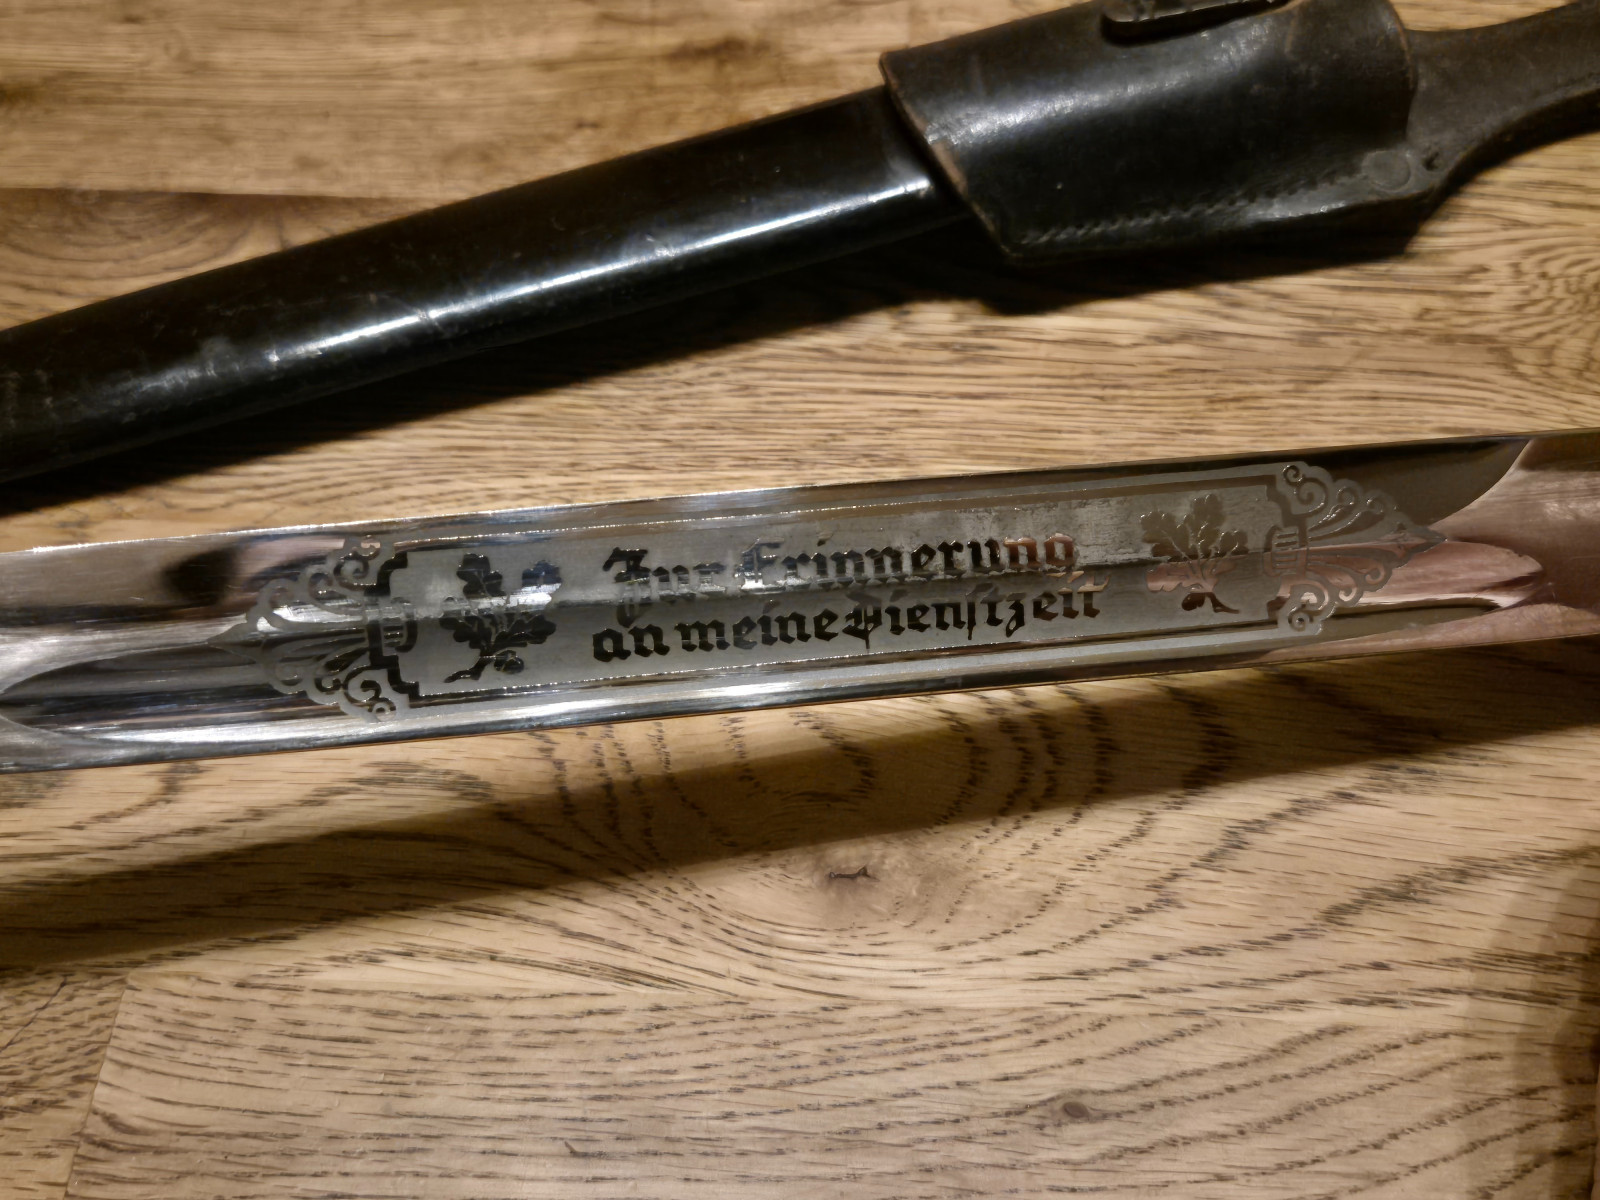 Zur Erinnerung
an meine Dienstzeit